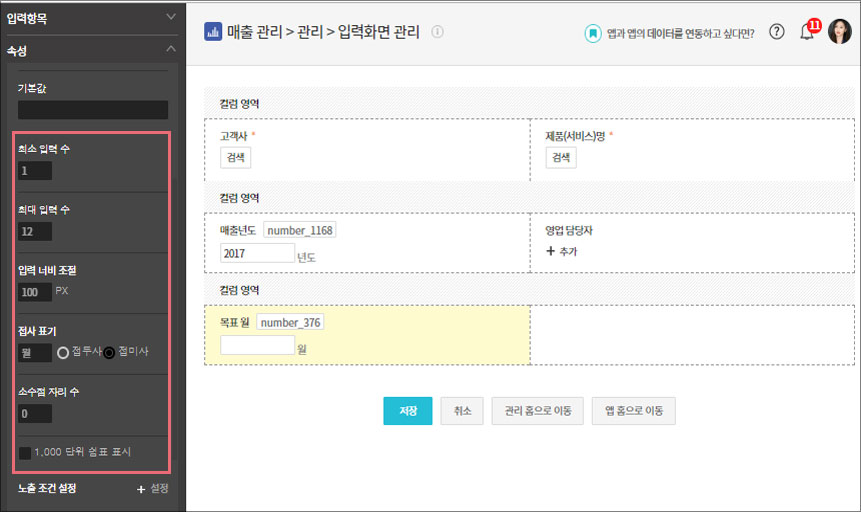 입력항목
속성
기본값
최소 입력 수
1
최대 입력 수
12
입력 너비 조절
100 PX
접사 표기
월 접두사 접미사
소수점 자리 수
0
1,000 단위 쉼표 표시
노출 조건 설정 + 설정
매출 관리 > 관리 > 입력화면 관리
앱과 앱의 데이터를 연동하고 싶다면?
11
컬럼 영역
고객사 * 제품(서비스)명 *
검색 검색
컬럼 영역
매출년도 number_1168 영업 담당자
2017 년도 + 추가
컬럼 영역
목표 월 number_376
월
저장 취소 관리 홈으로 이동 앱 홈으로 이동